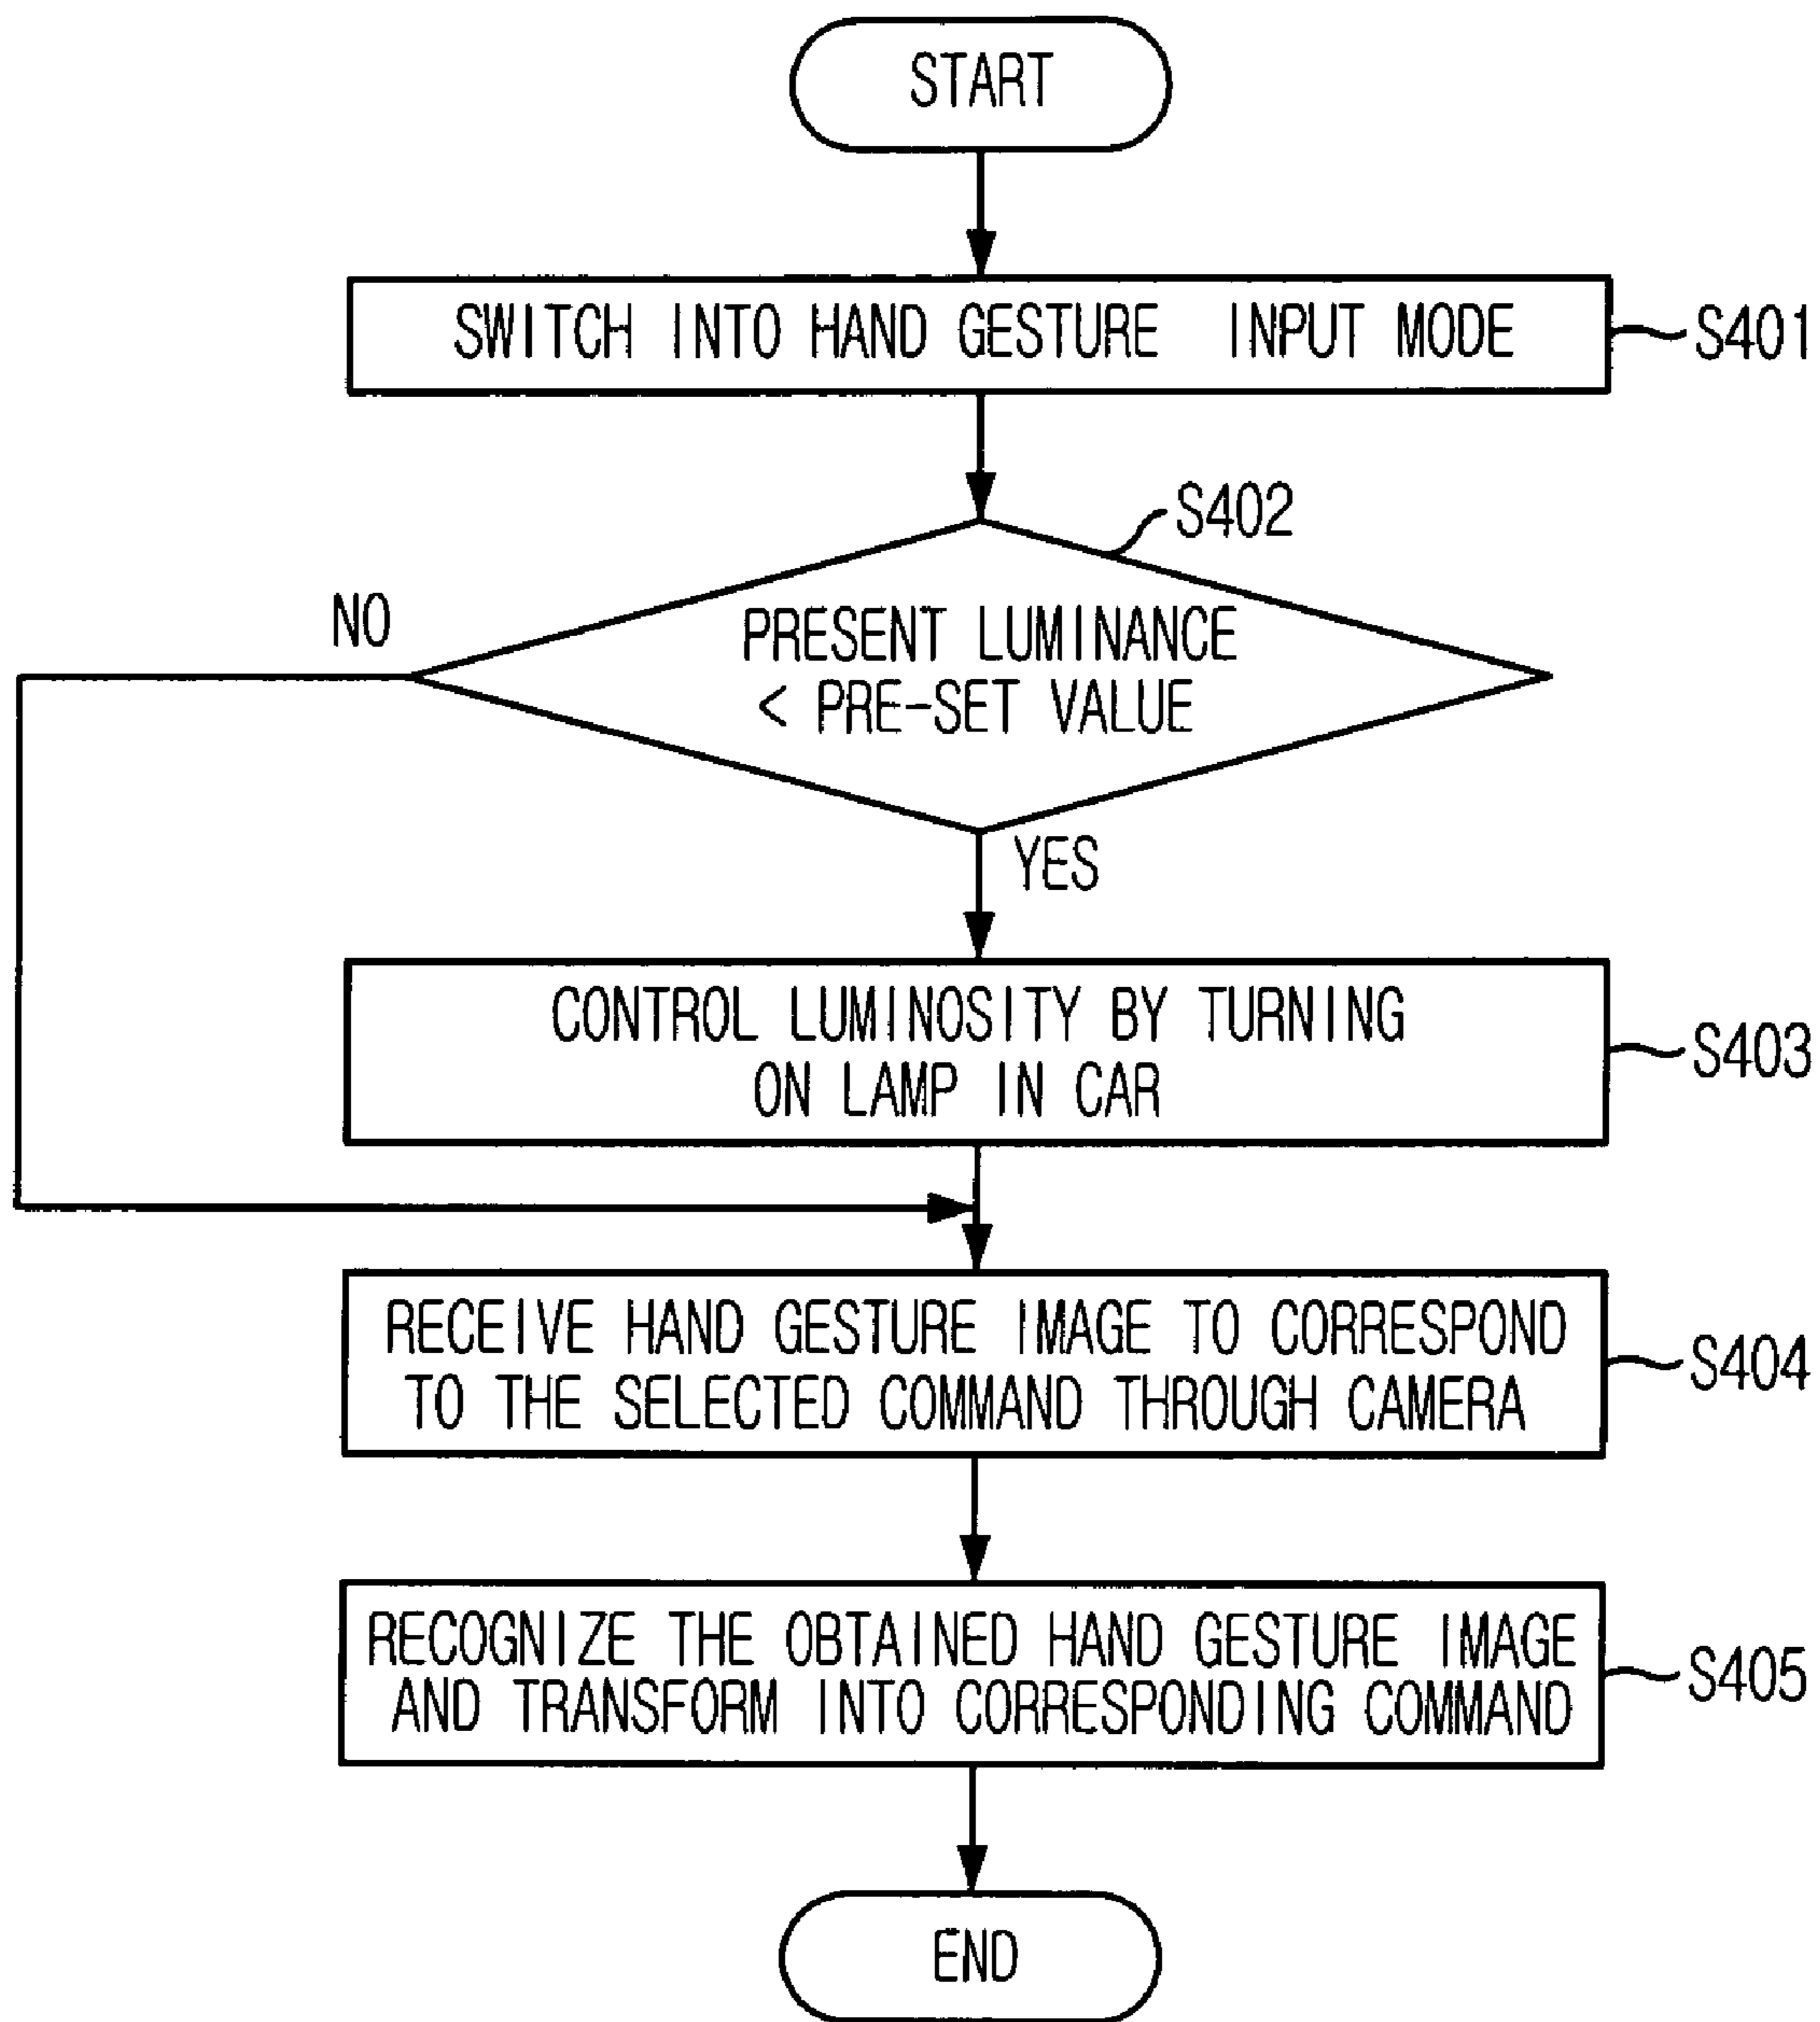 START
SWITCH INTO HAND GESTURE INPUT MODE
S401
S402
NO
PRESENT LUMINANCE
< PRE-SET VALUE
YES
CONTROL LUMINOSITY BY TURNING
ON LAMP IN CAR
S403
RECEIVE HAND GESTURE IMAGE TO CORRESPOND
TO THE SELECTED COMMAND THROUGH CAMERA
S404
RECOGNIZE THE OBTAINED HAND GESTURE IMAGE
AND TRANSFORM INTO CORRESPONDING COMMAND
S405
END